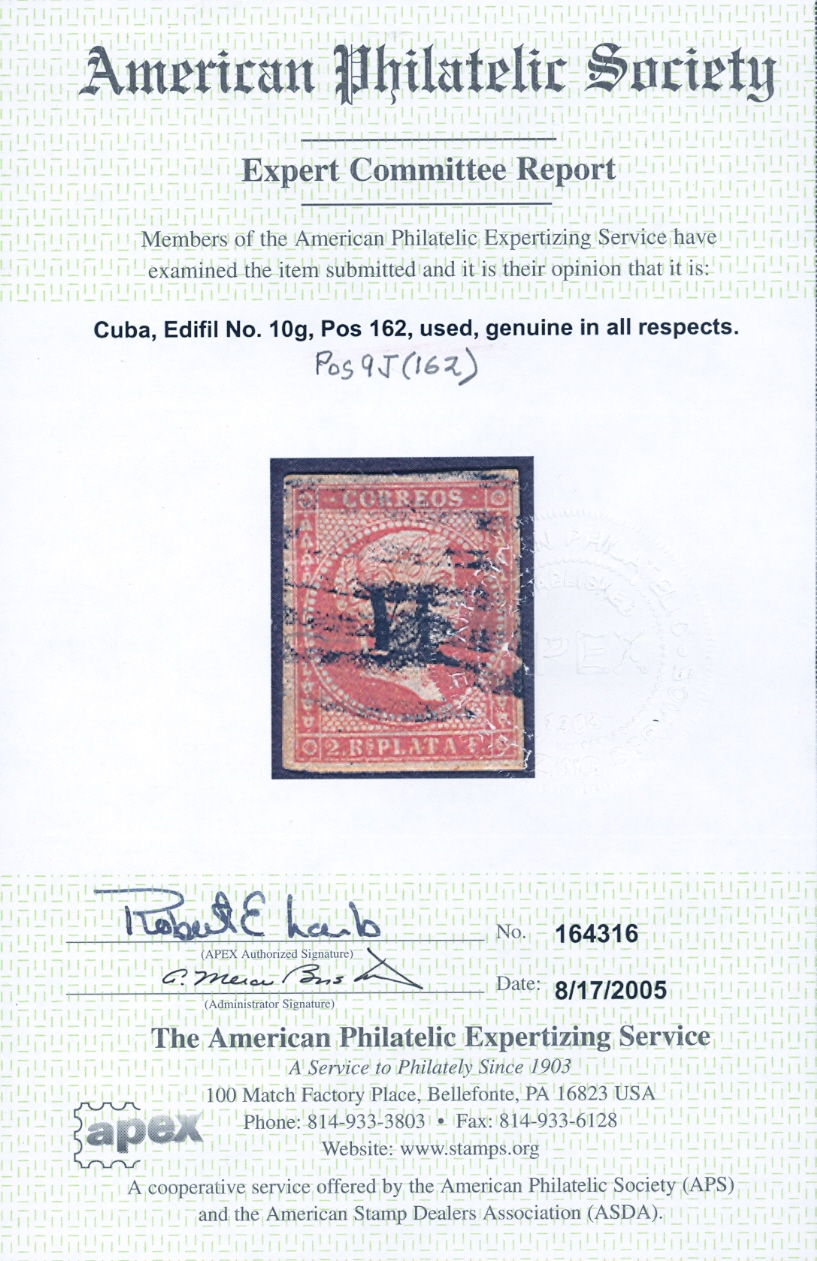 American Philatelic Society
Expert Committee Report
Members of the American Philatelic Expertizing Service have
examined the item submitted and it is their opinion that it is:
Cuba, Edifil No. 10g, Pos 162, used, genuine in all respects.
Pos 9J (162)
CORREOS
2. Rs PLATA F.
APEX
Robert E Lamb
No. 164316
(APEX Authorized Signature)
Date: 8/17/2005
(Administrator Signature)
The American Philatelic Expertizing Service
A Service to Philately Since 1903
100 Match Factory Place, Bellefonte, PA 16823 USA
apex
Phone: 814-933-3803 • Fax: 814-933-6128
Website: www.stamps.org
A cooperative service offered by the American Philatelic Society (APS)
and the American Stamp Dealers Association (ASDA).